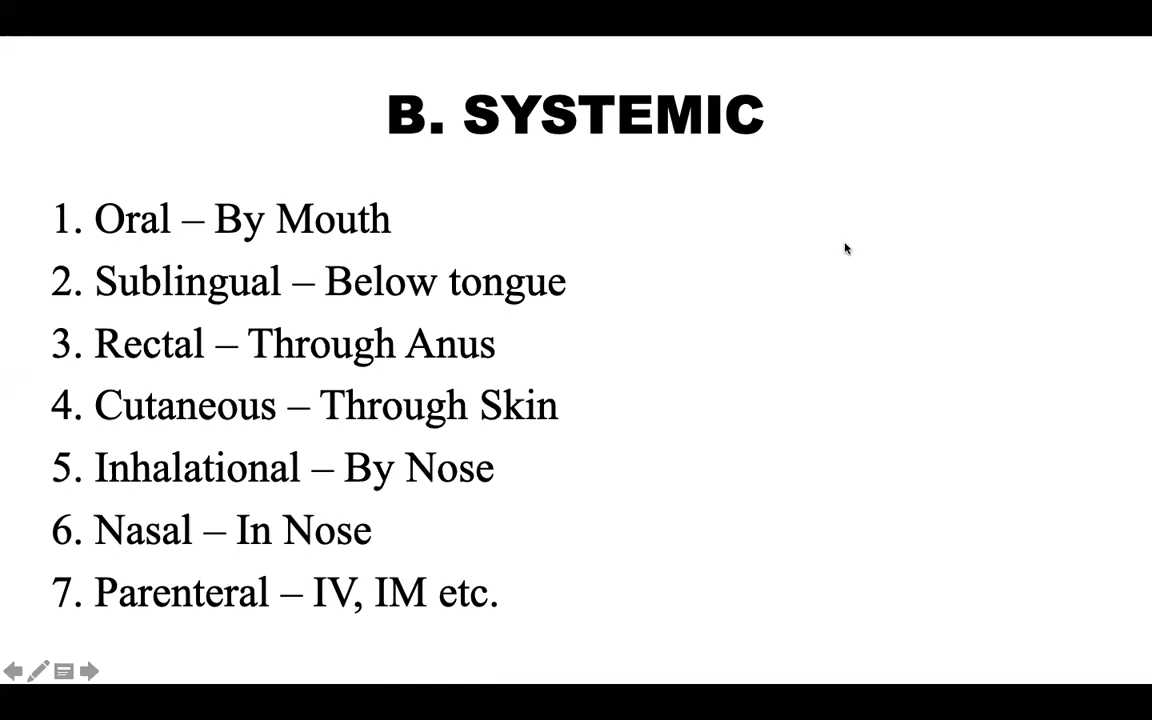 B. SYSTEMIC
1. Oral – By Mouth
2. Sublingual – Below tongue
3. Rectal – Through Anus
4. Cutaneous – Through Skin
5. Inhalational – By Nose
6. Nasal – In Nose
7. Parenteral – IV, IM etc.